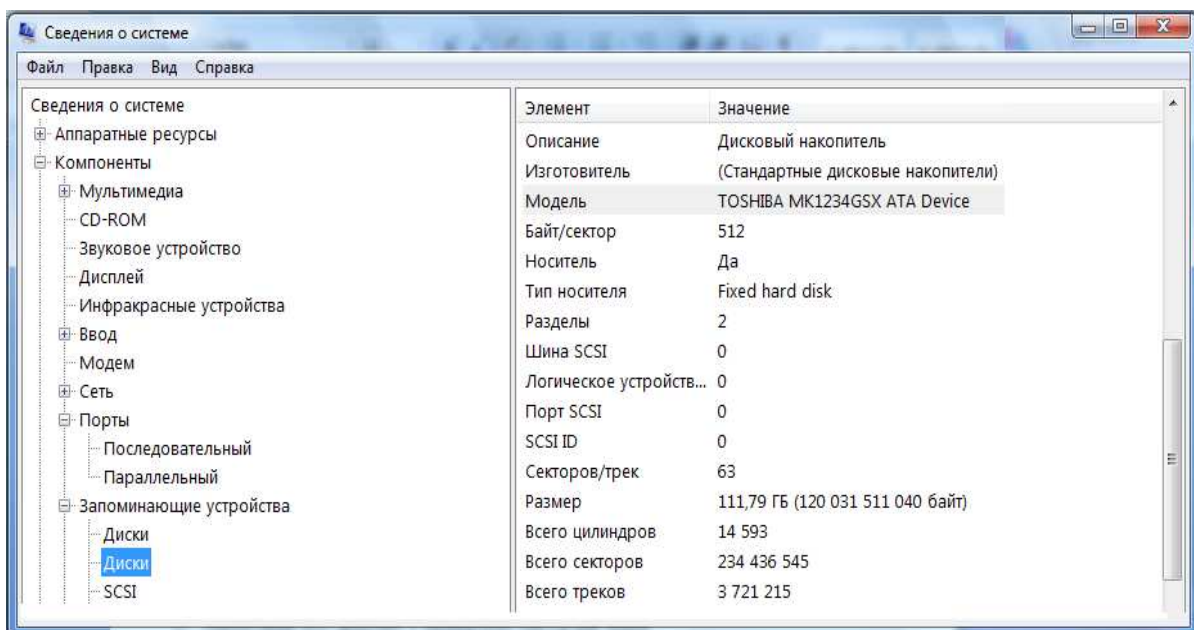 Сведения о системе
Файл Правка Вид Справка
Сведения о системе
Аппаратные ресурсы
Компоненты
Мультимедиа
CD-ROM
Звуковое устройство
Дисплей
Инфракрасные устройства
Ввод
Модем
Сеть
Порты
Последовательный
Параллельный
Запоминающие устройства
Диски
Диски
SCSI
Элемент Значение
Описание Дисковый накопитель
Изготовитель (Стандартные дисковые накопители)
Модель TOSHIBA MK1234GSX ATA Device
Байт/сектор 512
Носитель Да
Тип носителя Fixed hard disk
Разделы 2
Шина SCSI 0
Логическое устройств... 0
Порт SCSI 0
SCSI ID 0
Секторов/трек 63
Размер 111,79 ГБ (120 031 511 040 байт)
Всего цилиндров 14 593
Всего секторов 234 436 545
Всего треков 3 721 215